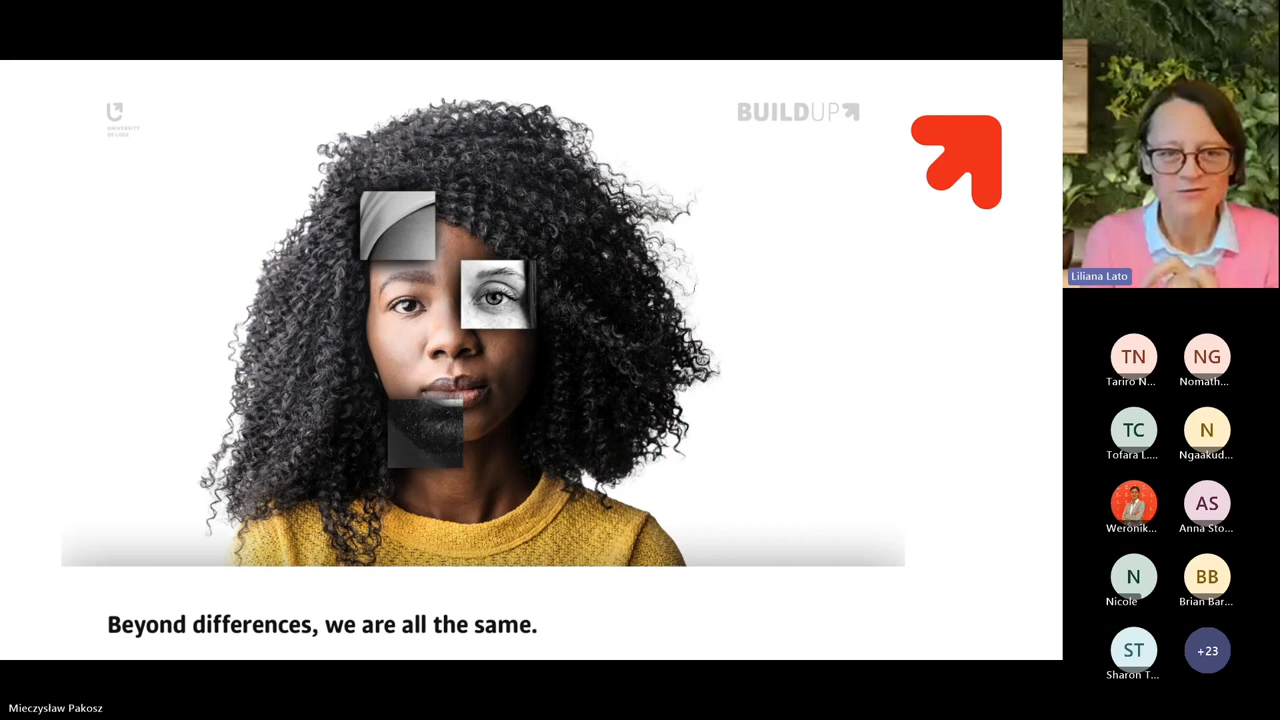 UNIVERSITY
OF LODZ
BUILDUP
Beyond differences, we are all the same.
Liliana Lato
TN
Tariro N...
NG
Nomath...
TC
Tofara L....
N
Ngaakud...
Weronik...
AS
Anna Sto...
N
Nicole
BB
Brian Bar...
ST
Sharon T...
+23
Mieczysław Pakosz